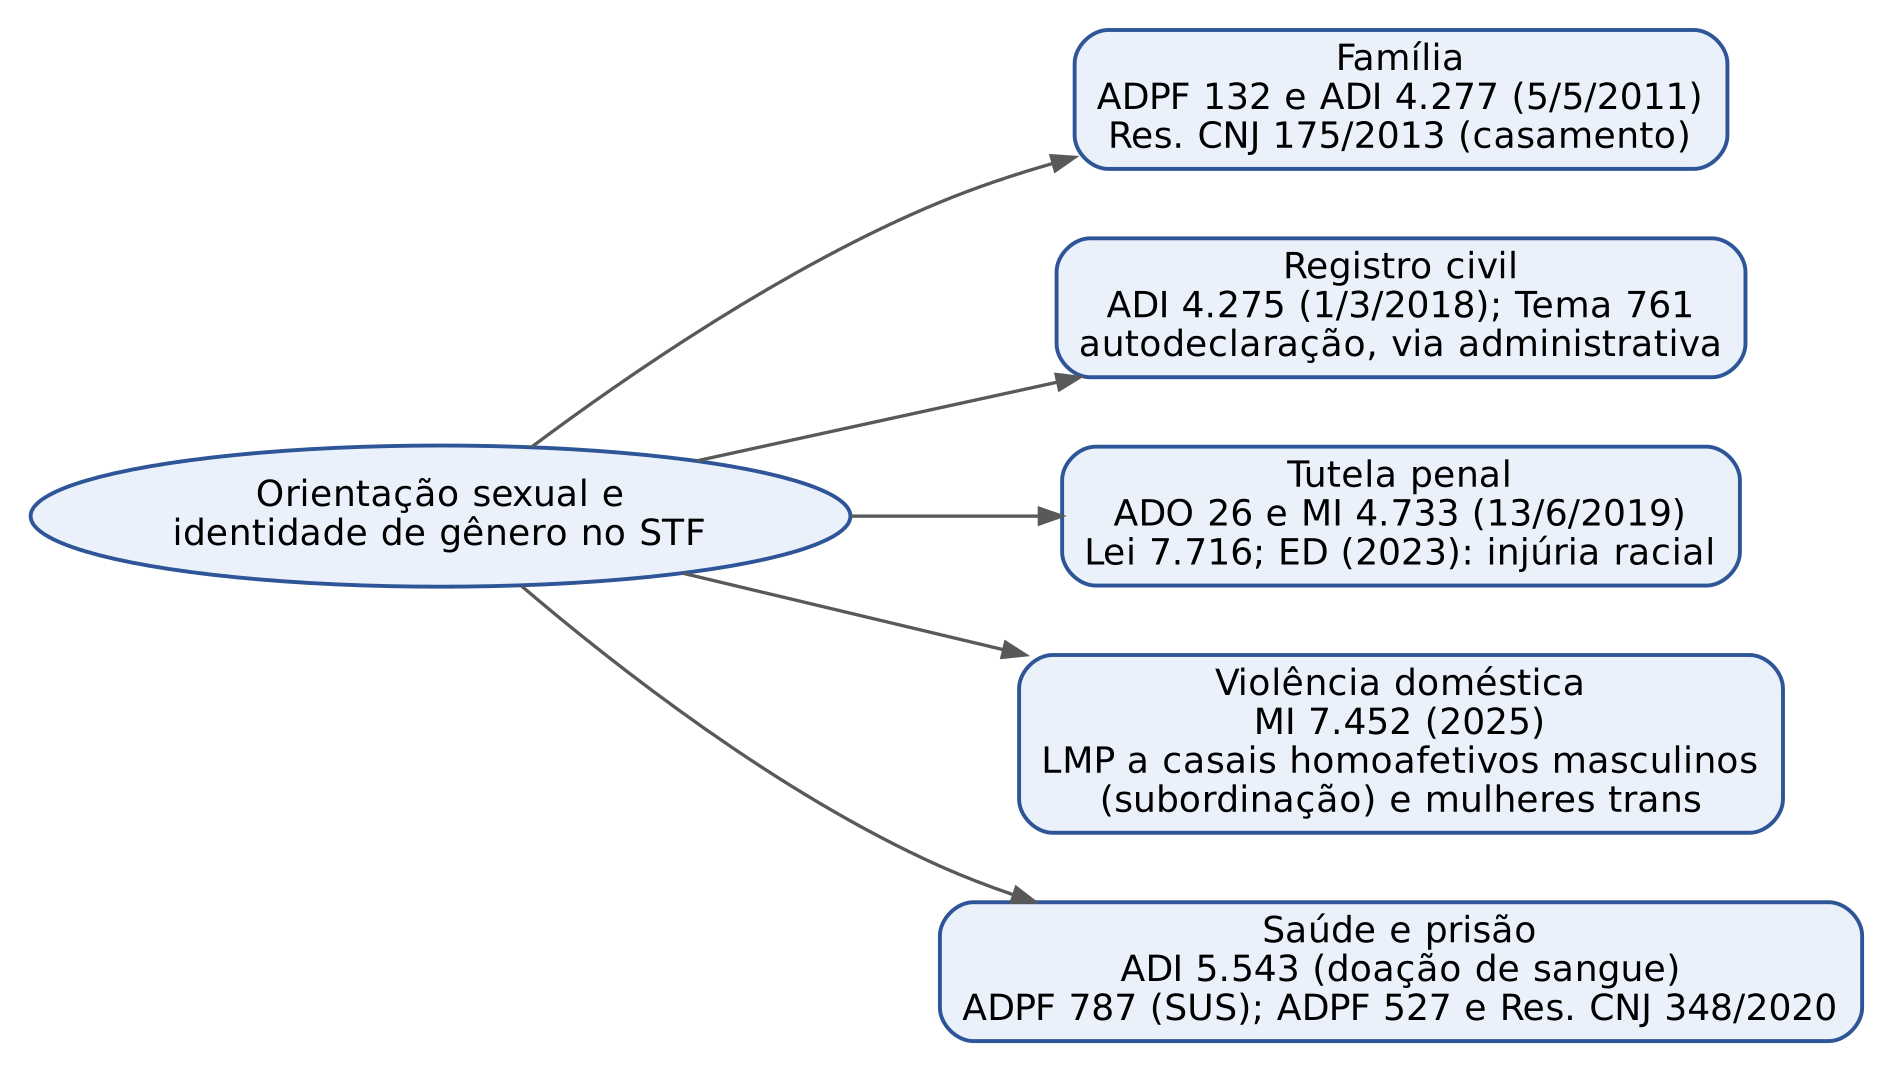 Orientação sexual e
identidade de gênero no STF
Família
ADPF 132 e ADI 4.277 (5/5/2011)
Res. CNJ 175/2013 (casamento)
Registro civil
ADI 4.275 (1/3/2018); Tema 761
autodeclaração, via administrativa
Tutela penal
ADO 26 e MI 4.733 (13/6/2019)
Lei 7.716; ED (2023): injúria racial
Violência doméstica
MI 7.452 (2025)
LMP a casais homoafetivos masculinos
(subordinação) e mulheres trans
Saúde e prisão
ADI 5.543 (doação de sangue)
ADPF 787 (SUS); ADPF 527 e Res. CNJ 348/2020